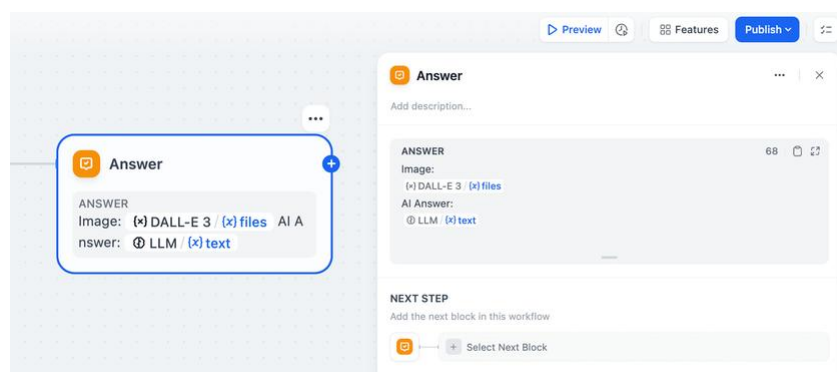 Preview
Features
Publish
Answer
Add description...
ANSWER
68
Image:
(×) DALL-E 3 / (x) files
AI Answer:
LLM / (x) text
NEXT STEP
Add the next block in this workflow
Select Next Block
Answer
ANSWER
Image: (×) DALL-E 3 / (x) files AI A
nswer: LLM / (x) text